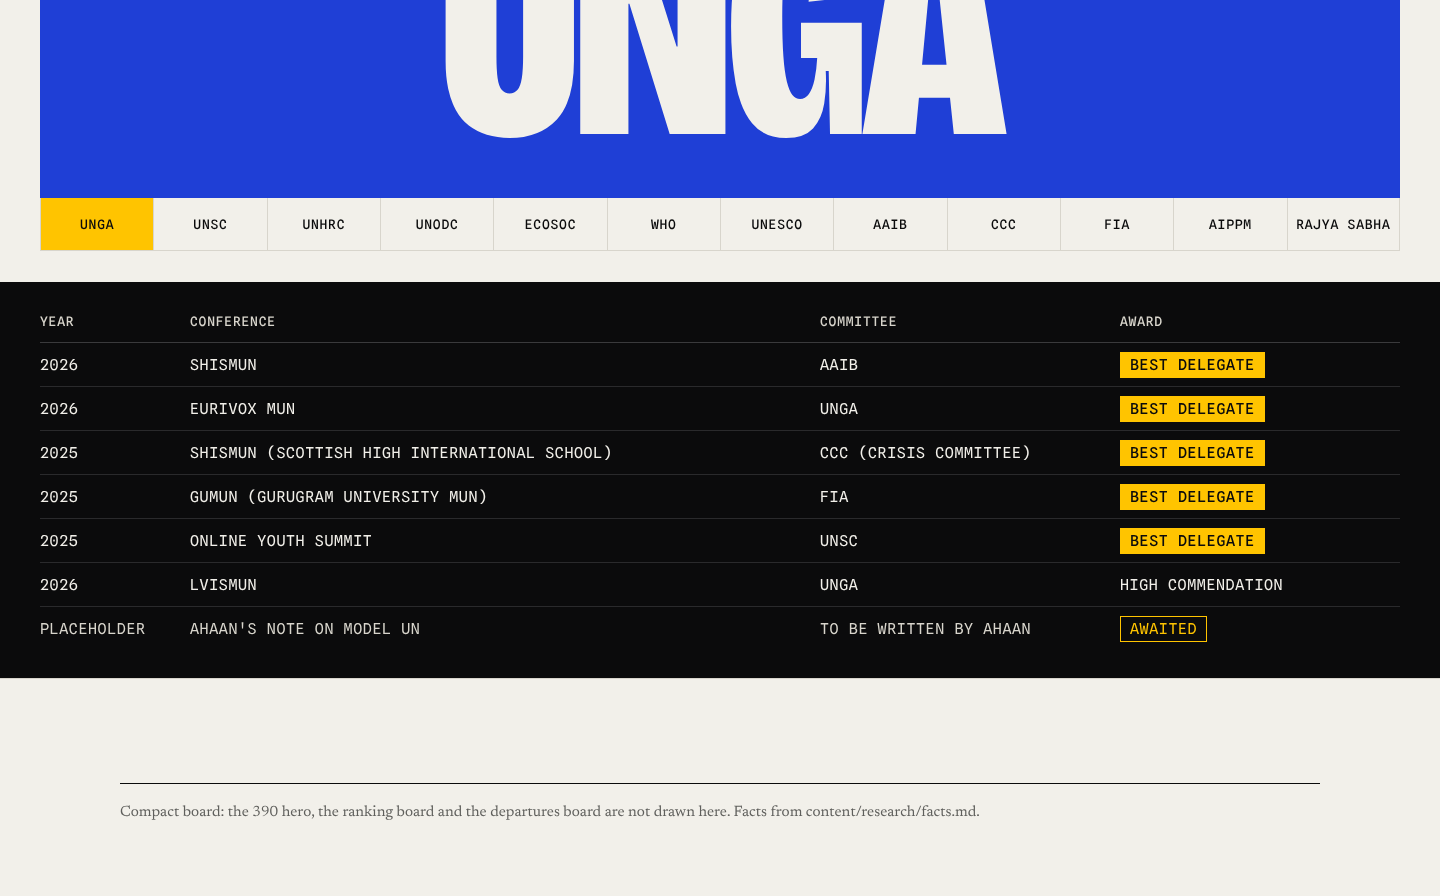 UNGA
UNGA UNSC UNHRC UNODC ECOSOC WHO UNESCO AAIB CCC FIA AIPPM RAJYA SABHA
YEAR CONFERENCE COMMITTEE AWARD
2026 SHISMUN AAIB BEST DELEGATE
2026 EURIVOX MUN UNGA BEST DELEGATE
2025 SHISMUN (SCOTTISH HIGH INTERNATIONAL SCHOOL) CCC (CRISIS COMMITTEE) BEST DELEGATE
2025 GUMUN (GURUGRAM UNIVERSITY MUN) FIA BEST DELEGATE
2025 ONLINE YOUTH SUMMIT UNSC BEST DELEGATE
2026 LVISMUN UNGA HIGH COMMENDATION
PLACEHOLDER AHAAN'S NOTE ON MODEL UN TO BE WRITTEN BY AHAAN AWAITED
Compact board: the 390 hero, the ranking board and the departures board are not drawn here. Facts from content/research/facts.md.